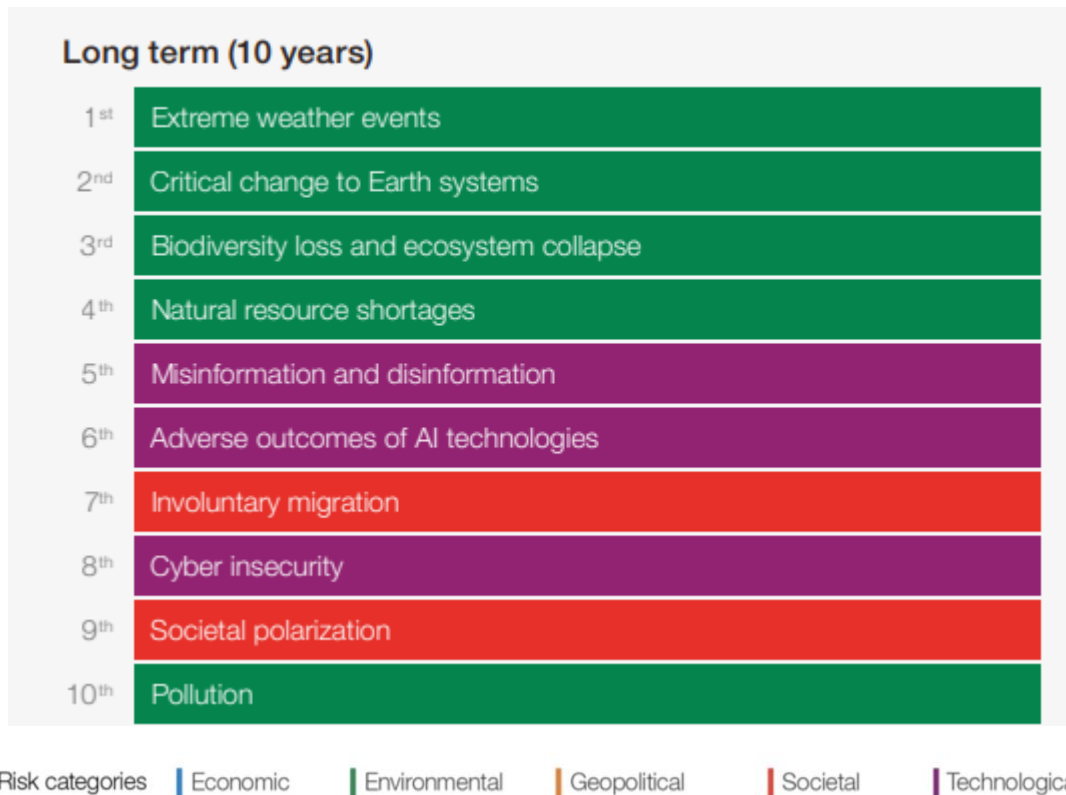 Long term (10 years)
1st Extreme weather events
2nd Critical change to Earth systems
3rd Biodiversity loss and ecosystem collapse
4th Natural resource shortages
5th Misinformation and disinformation
6th Adverse outcomes of AI technologies
7th Involuntary migration
8th Cyber insecurity
9th Societal polarization
10th Pollution
Risk categories Economic Environmental Geopolitical Societal Technologica